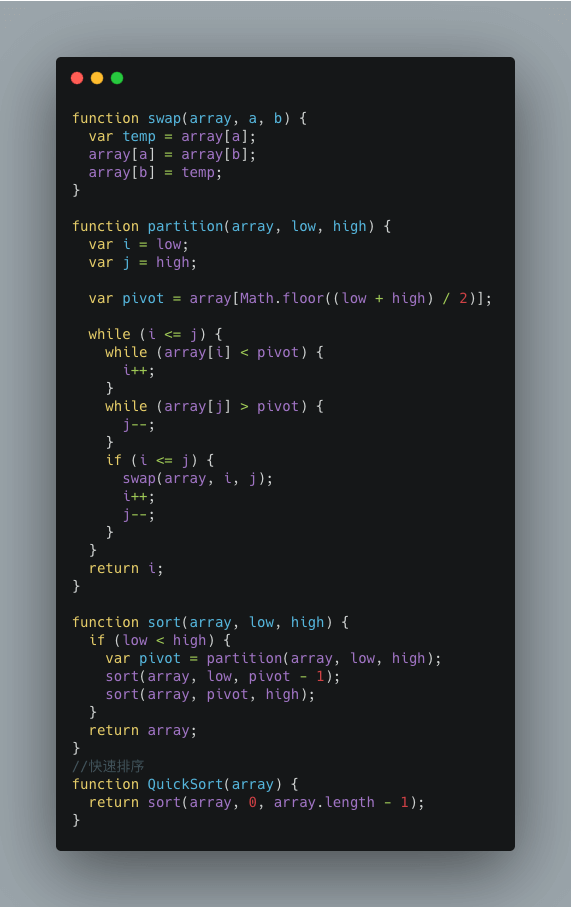 function swap(array, a, b) {
  var temp = array[a];
  array[a] = array[b];
  array[b] = temp;
}

function partition(array, low, high) {
  var i = low;
  var j = high;

  var pivot = array[Math.floor((low + high) / 2)];

  while (i <= j) {
    while (array[i] < pivot) {
      i++;
    }
    while (array[j] > pivot) {
      j--;
    }
    if (i <= j) {
      swap(array, i, j);
      i++;
      j--;
    }
  }
  return i;
}

function sort(array, low, high) {
  if (low < high) {
    var pivot = partition(array, low, high);
    sort(array, low, pivot - 1);
    sort(array, pivot, high);
  }
  return array;
}
//快速排序
function QuickSort(array) {
  return sort(array, 0, array.length - 1);
}